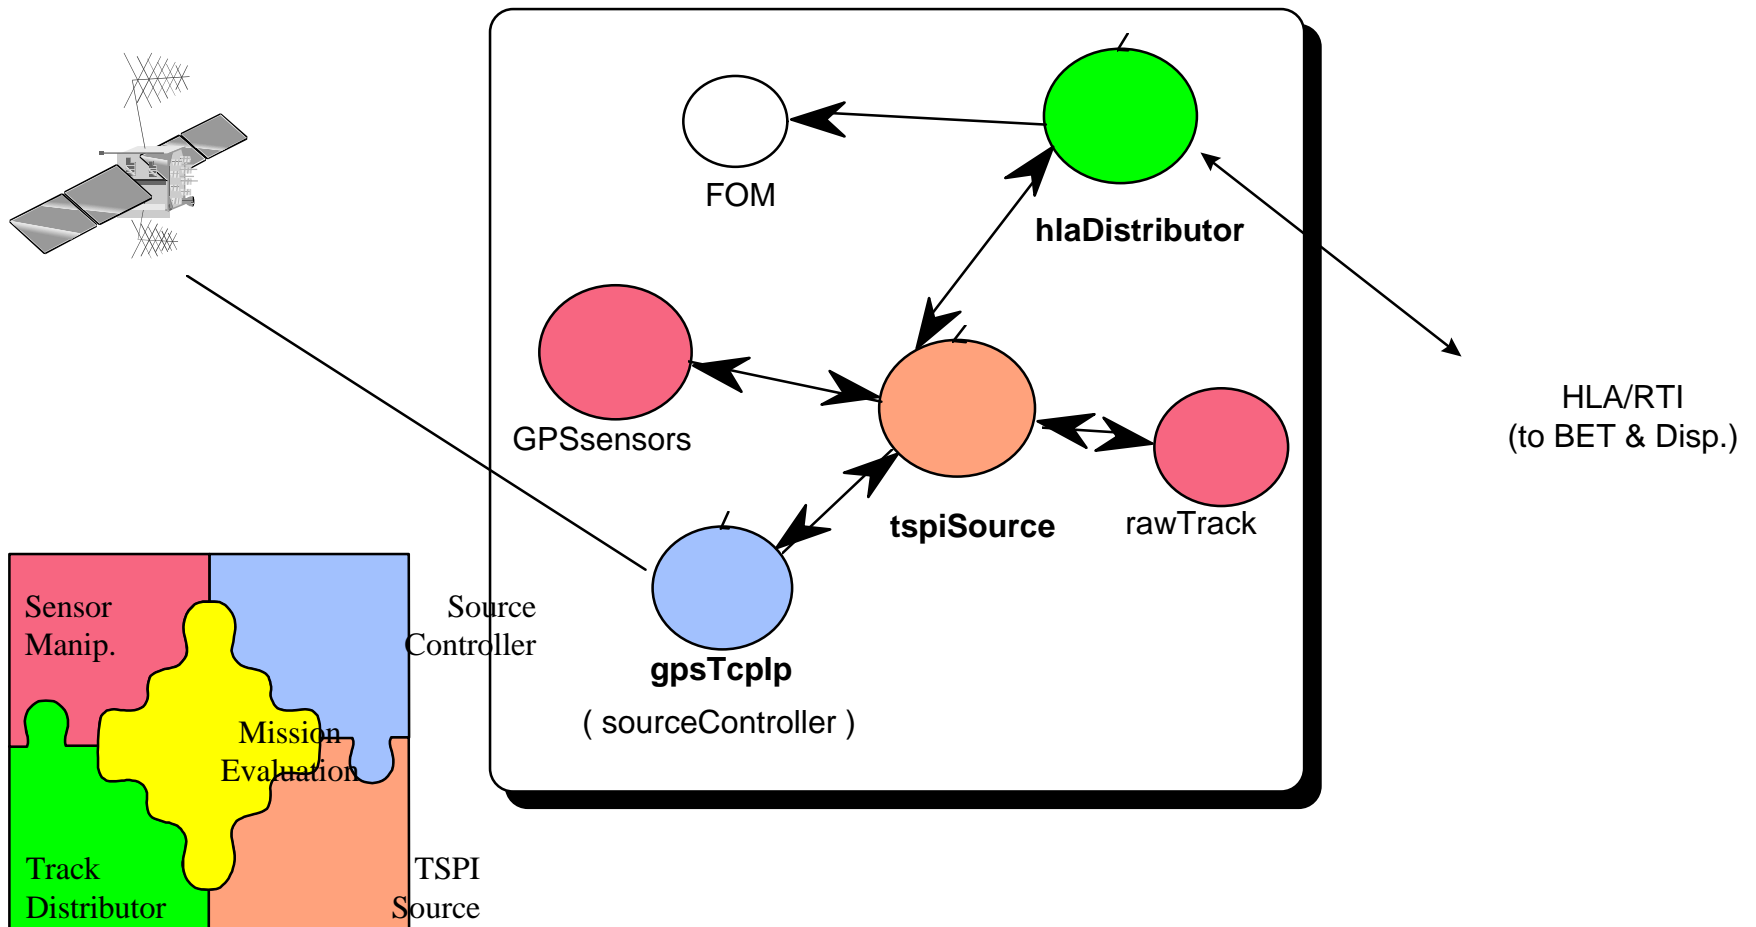 FOM
hlaDistributor
GPSsensors
HLA/RTI
(to BET & Disp.)
tspiSource
rawTrack
gpsTcpIp
( sourceController )
Sensor
Manip.
Source
Controller
Mission
Evaluation
Track
Distributor
TSPI
Source